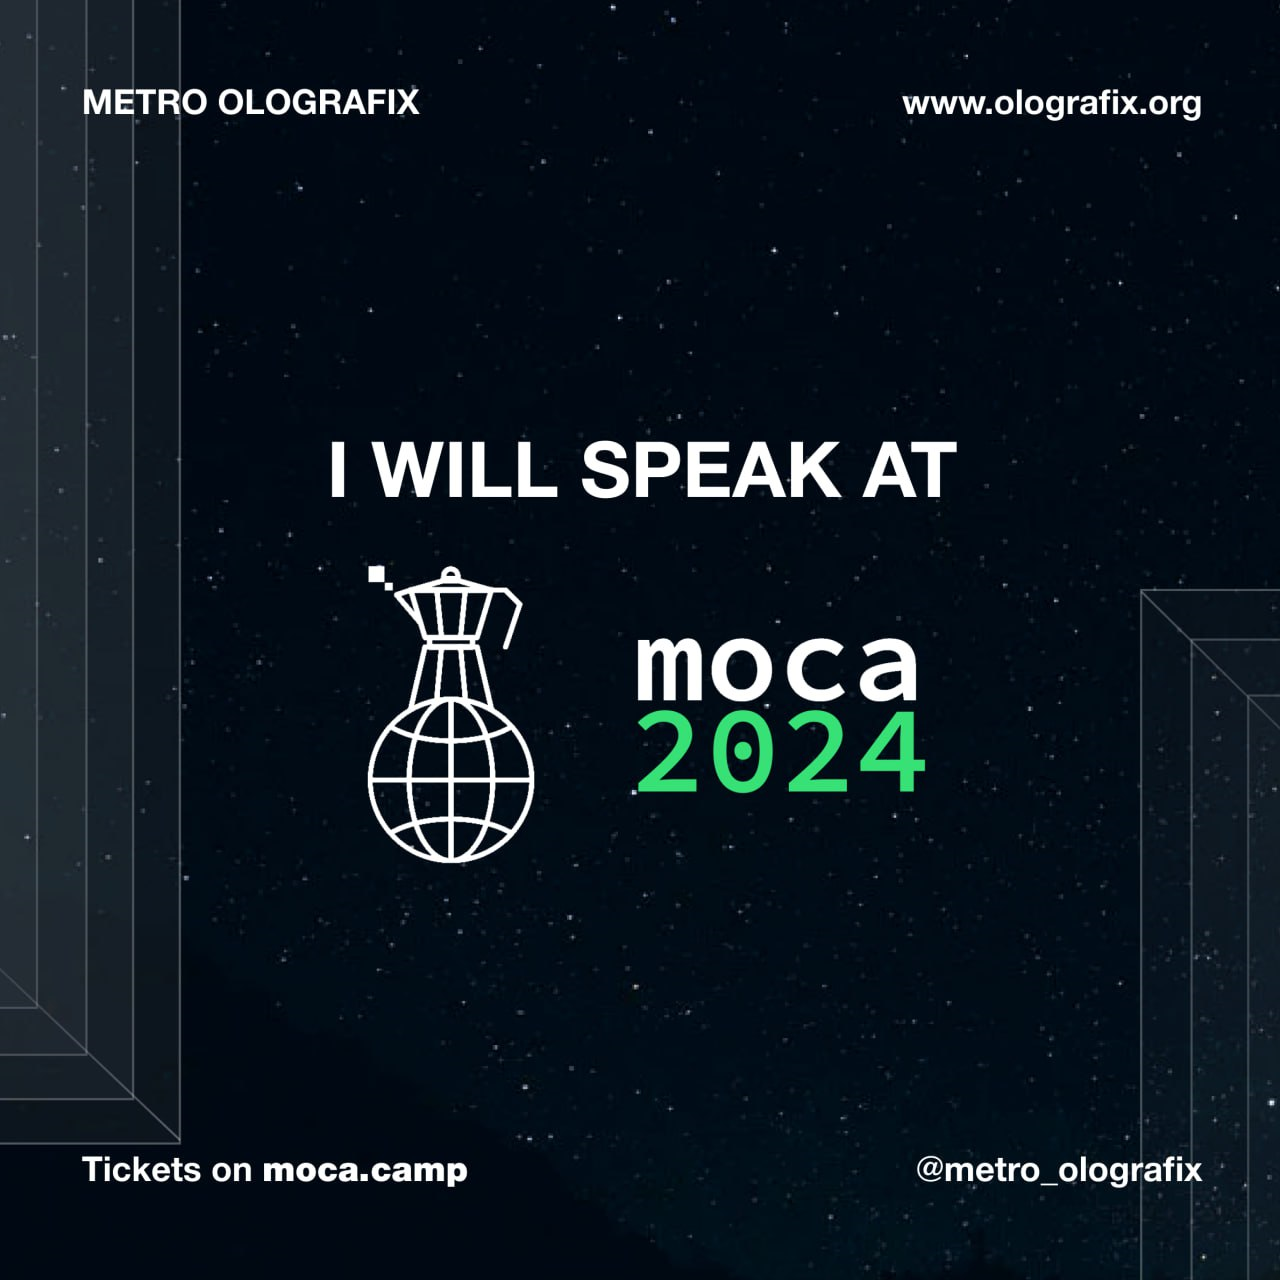 METRO OLOGRAFIX
www.olografix.org
I WILL SPEAK AT
moca
2024
Tickets on moca.camp
@metro_olografix